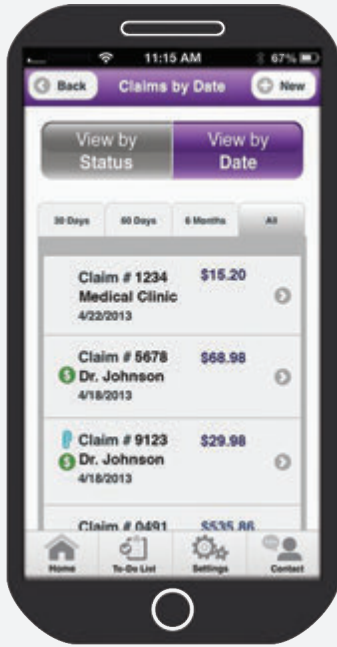 11:15 AM 67%
Back Claims by Date New
View by Status View by Date
30 Days 60 Days 6 Months All
Claim # 1234 $15.20
Medical Clinic
4/22/2013
Claim # 5678 $68.98
$ Dr. Johnson
4/18/2013
Claim # 9123 $29.98
$ Dr. Johnson
4/18/2013
Claim # 0491 $535.86
Home To-Do List Settings Contact